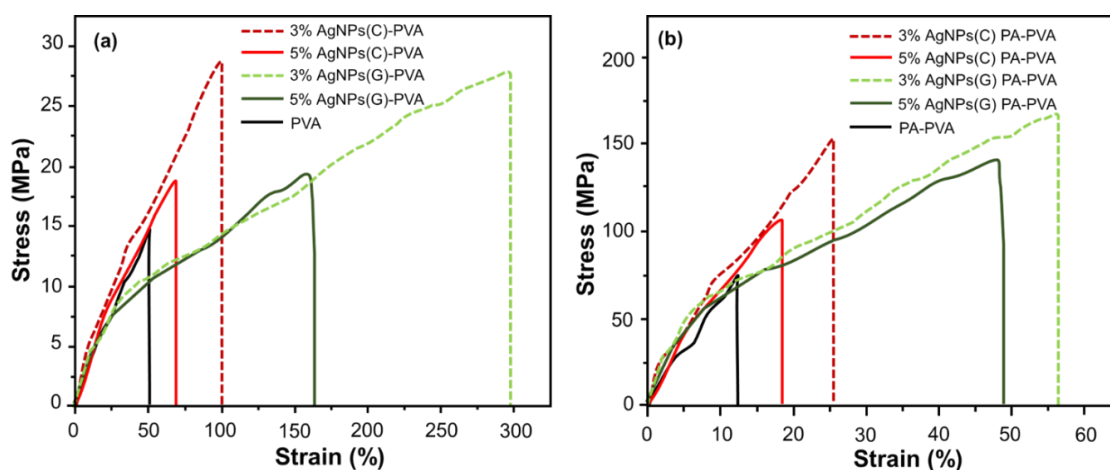 (a)
3% AgNPs(C)-PVA
5% AgNPs(C)-PVA
3% AgNPs(G)-PVA
5% AgNPs(G)-PVA
PVA
Stress (MPa)
30
25
20
15
10
5
0
0 50 100 150 200 250 300
Strain (%)
(b)
3% AgNPs(C) PA-PVA
5% AgNPs(C) PA-PVA
3% AgNPs(G) PA-PVA
5% AgNPs(G) PA-PVA
PA-PVA
Stress (MPa)
200
150
100
50
0
0 10 20 30 40 50 60
Strain (%)